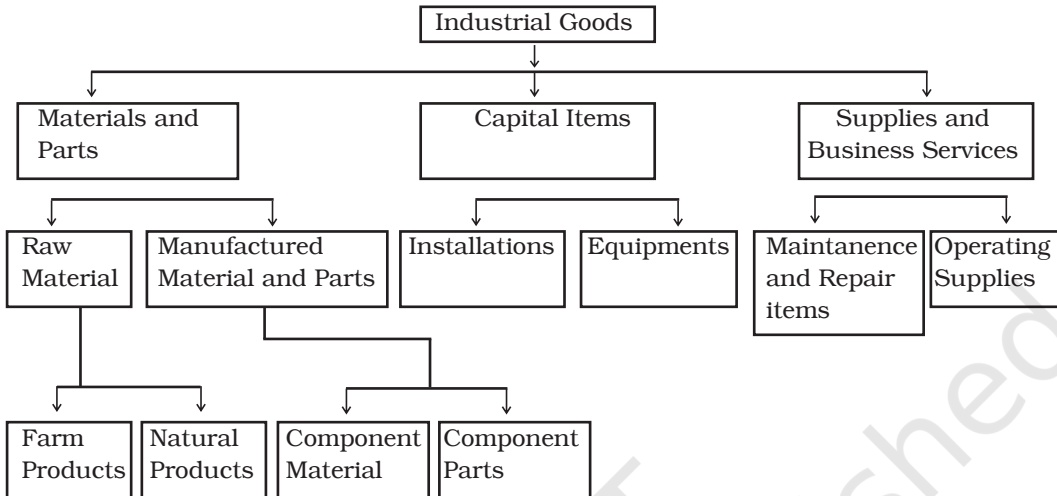 Industrial Goods
Materials and
Parts
Capital Items
Supplies and
Business Services
Raw
Material
Manufactured
Material and Parts
Installations
Equipments
Maintanence
and Repair
items
Operating
Supplies
Farm
Products
Natural
Products
Component
Material
Component
Parts
shed